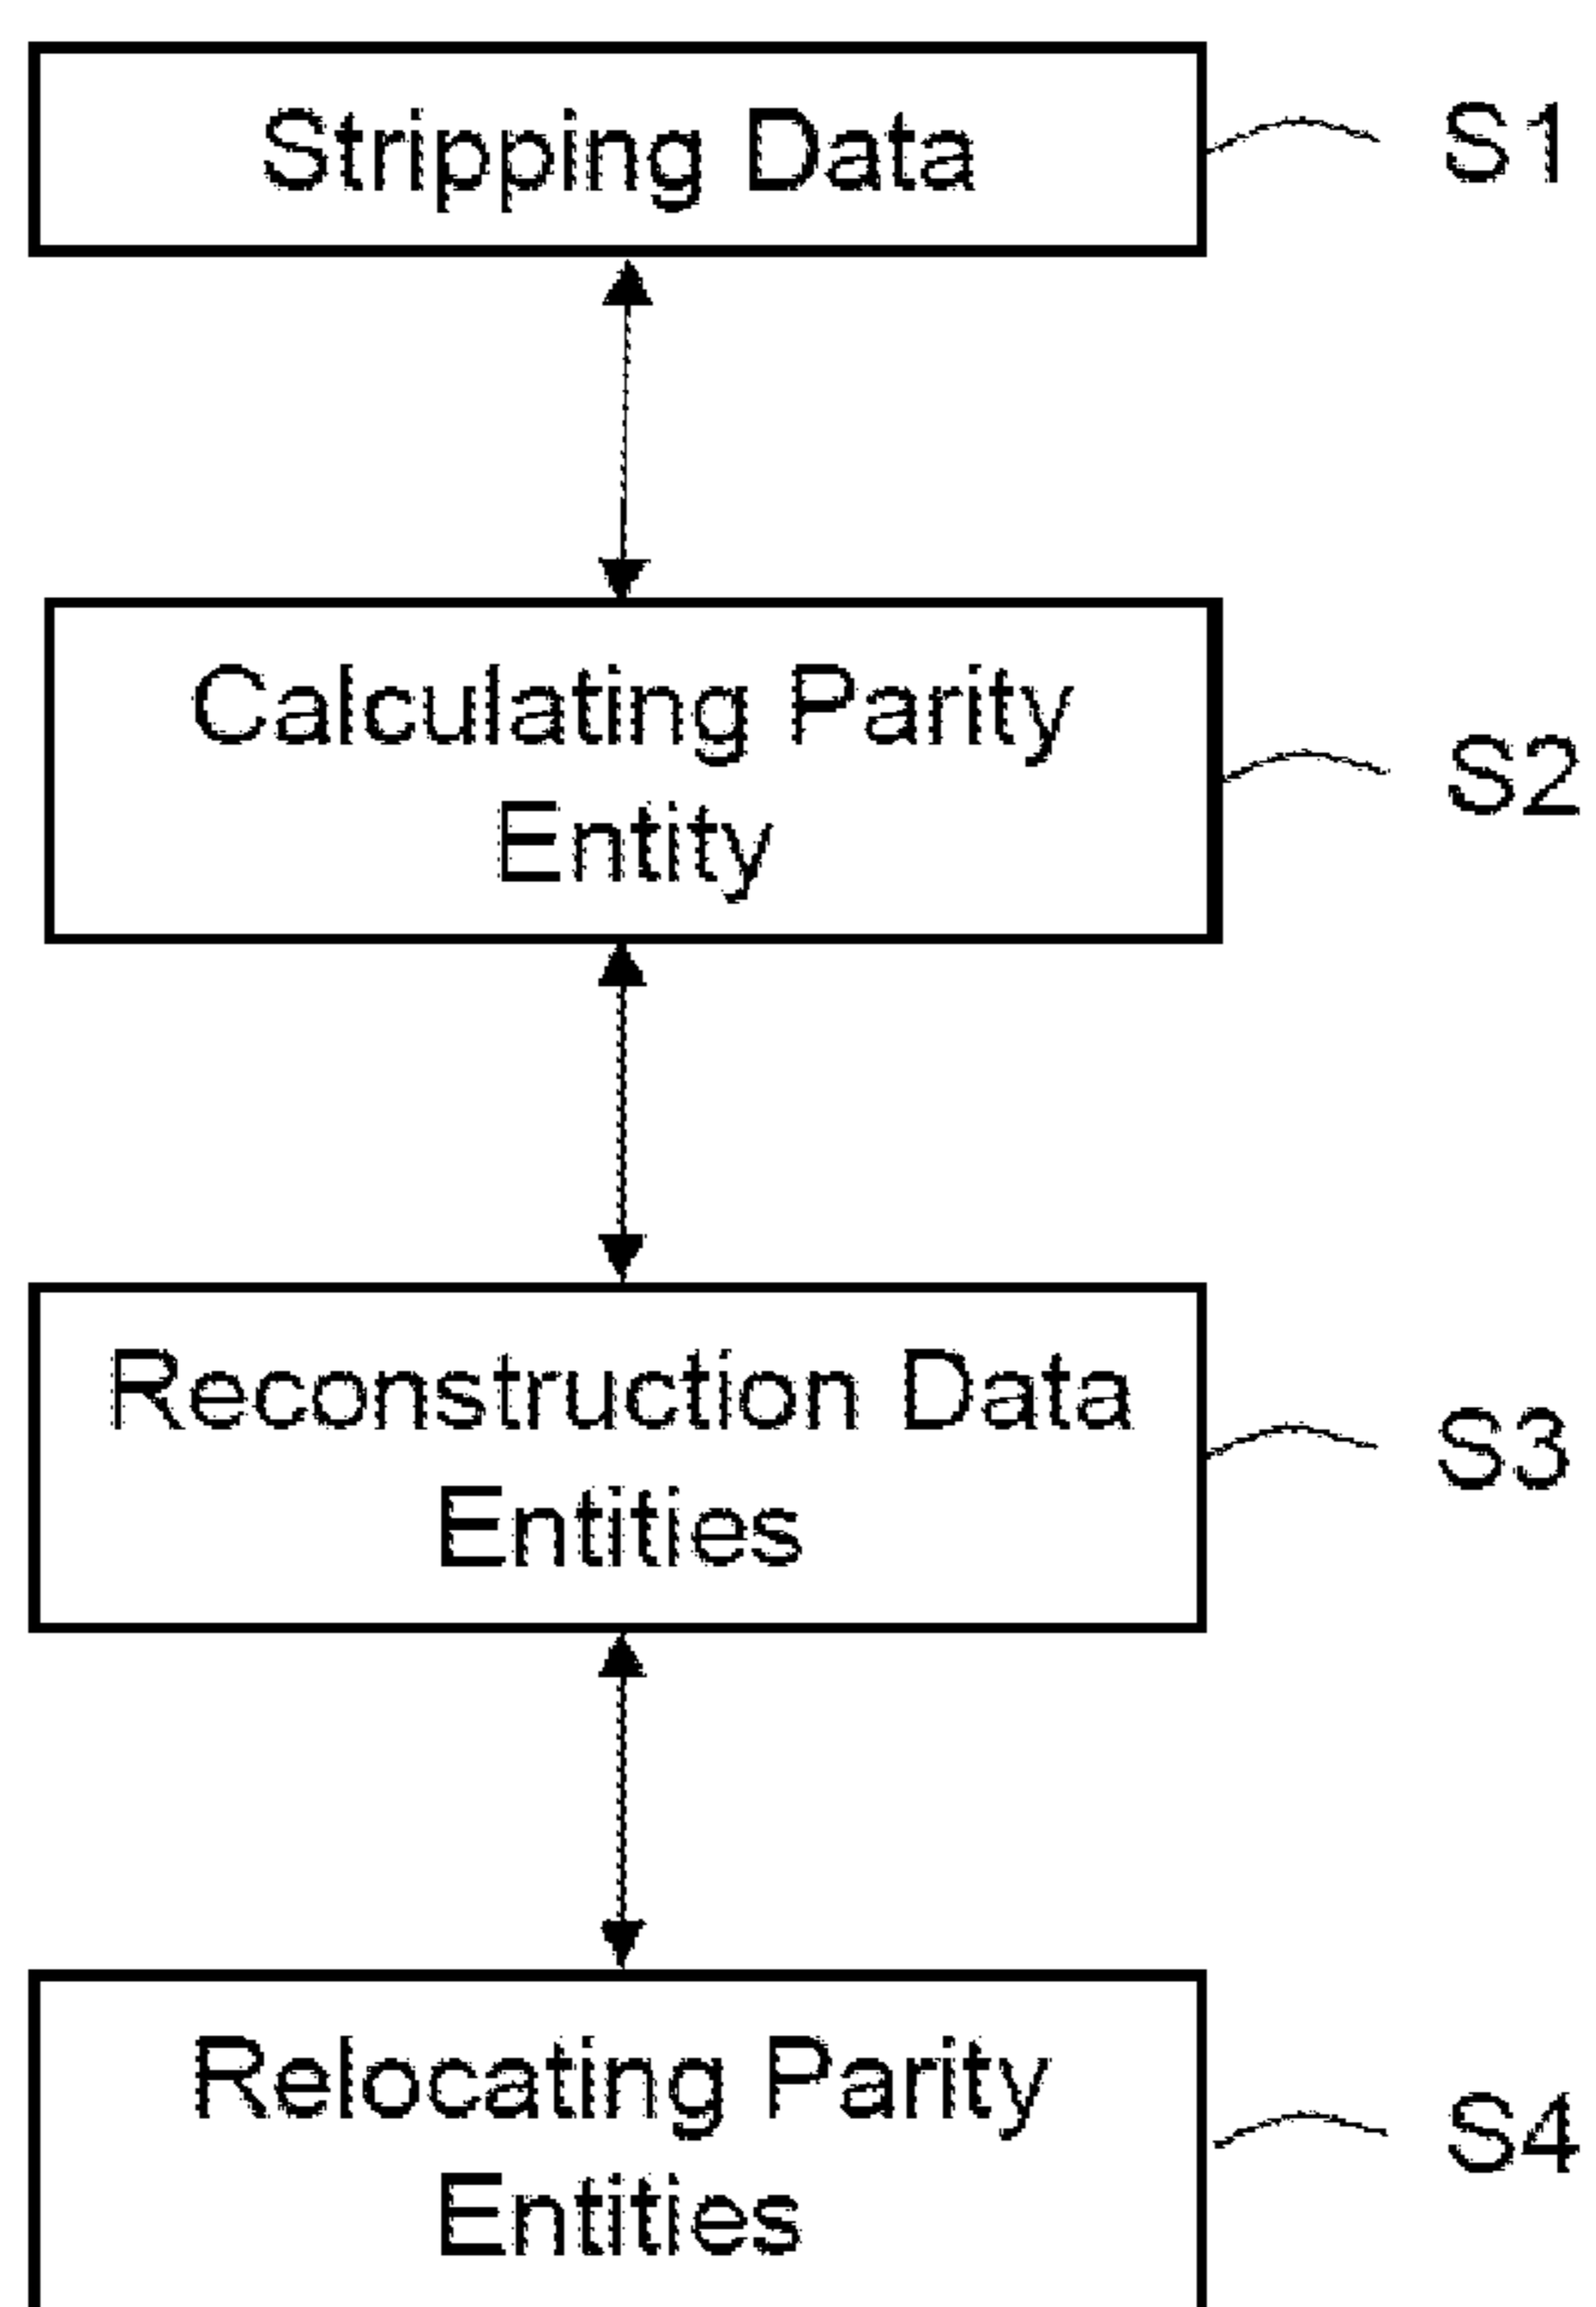 Stripping Data
S1
Calculating Parity
Entity
S2
Reconstruction Data
Entities
S3
Relocating Parity
Entities
S4